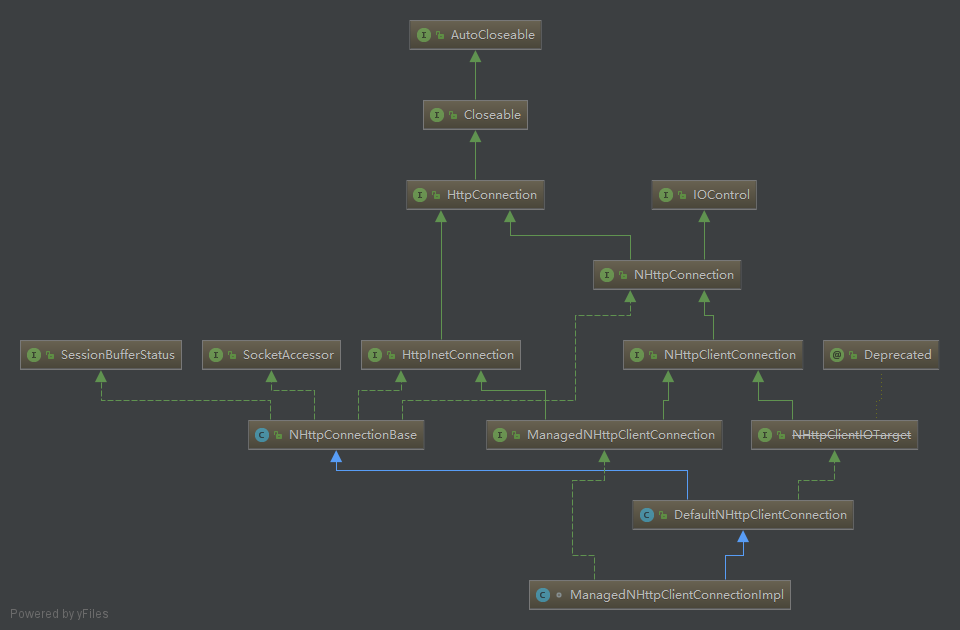 AutoCloseable
Closeable
HttpConnection
IOControl
NHttpConnection
SessionBufferStatus
SocketAccessor
HttpInetConnection
NHttpClientConnection
Deprecated
NHttpConnectionBase
ManagedNHttpClientConnection
NHttpClientIOTarget
DefaultNHttpClientConnection
ManagedNHttpClientConnectionImpl
Powered by yFiles